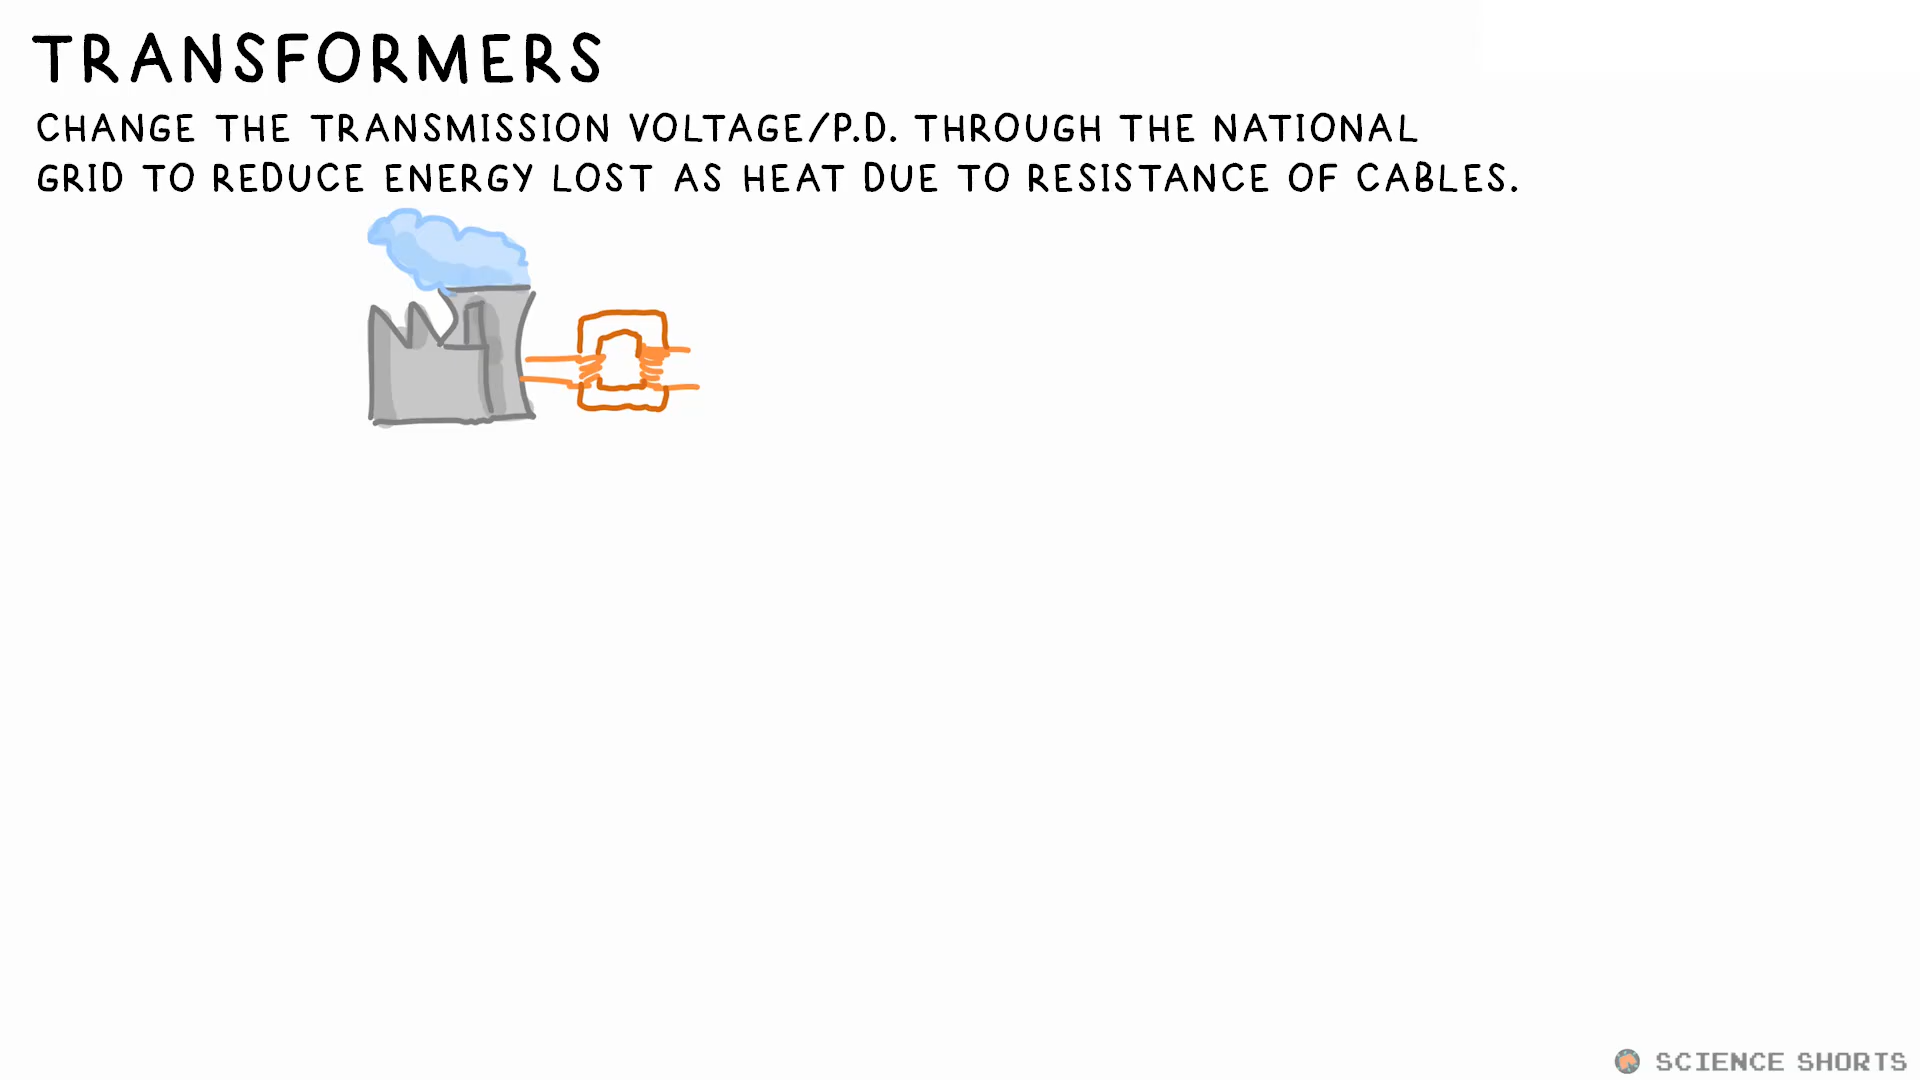 TRANSFORMERS
CHANGE THE TRANSMISSION VOLTAGE/P.D. THROUGH THE NATIONAL
GRID TO REDUCE ENERGY LOST AS HEAT DUE TO RESISTANCE OF CABLES.
SCIENCE SHORTS